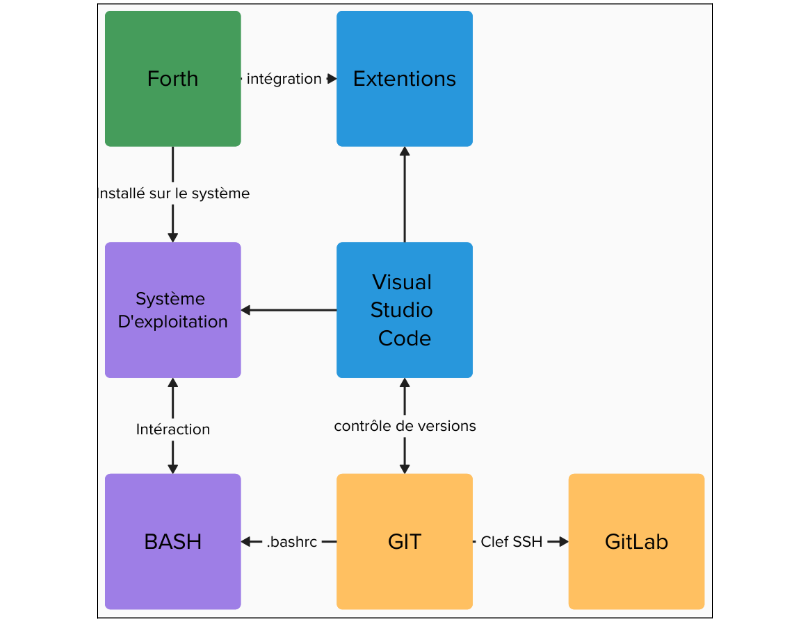 Forth
intégration
Extentions
Installé sur le système
Système
D'exploitation
Visual
Studio
Code
Intéraction
contrôle de versions
BASH
.bashrc
GIT
Clef SSH
GitLab